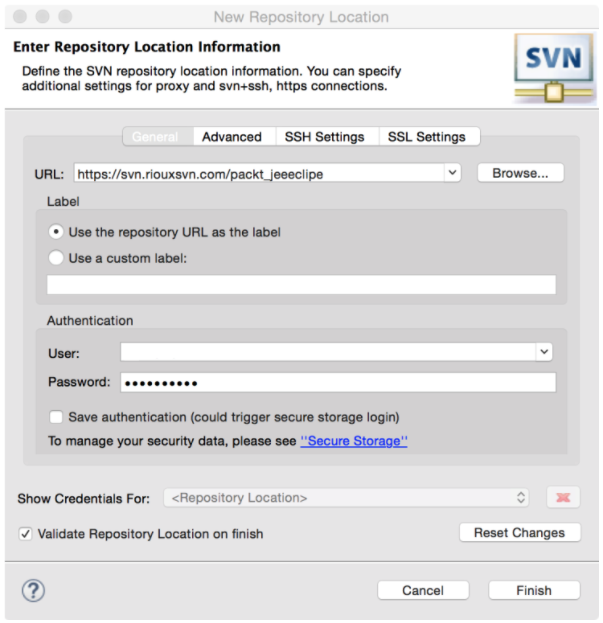 New Repository Location
Enter Repository Location Information
Define the SVN repository location information. You can specify
additional settings for proxy and svn+ssh, https connections.
SVN
General Advanced SSH Settings SSL Settings
URL: https://svn.riouxsvn.com/packt_jeeeclipe Browse...
Label
Use the repository URL as the label
Use a custom label:
Authentication
User:
Password: ••••••••••
Save authentication (could trigger secure storage login)
To manage your security data, please see "Secure Storage"
Show Credentials For: <Repository Location>
Validate Repository Location on finish Reset Changes
? Cancel Finish